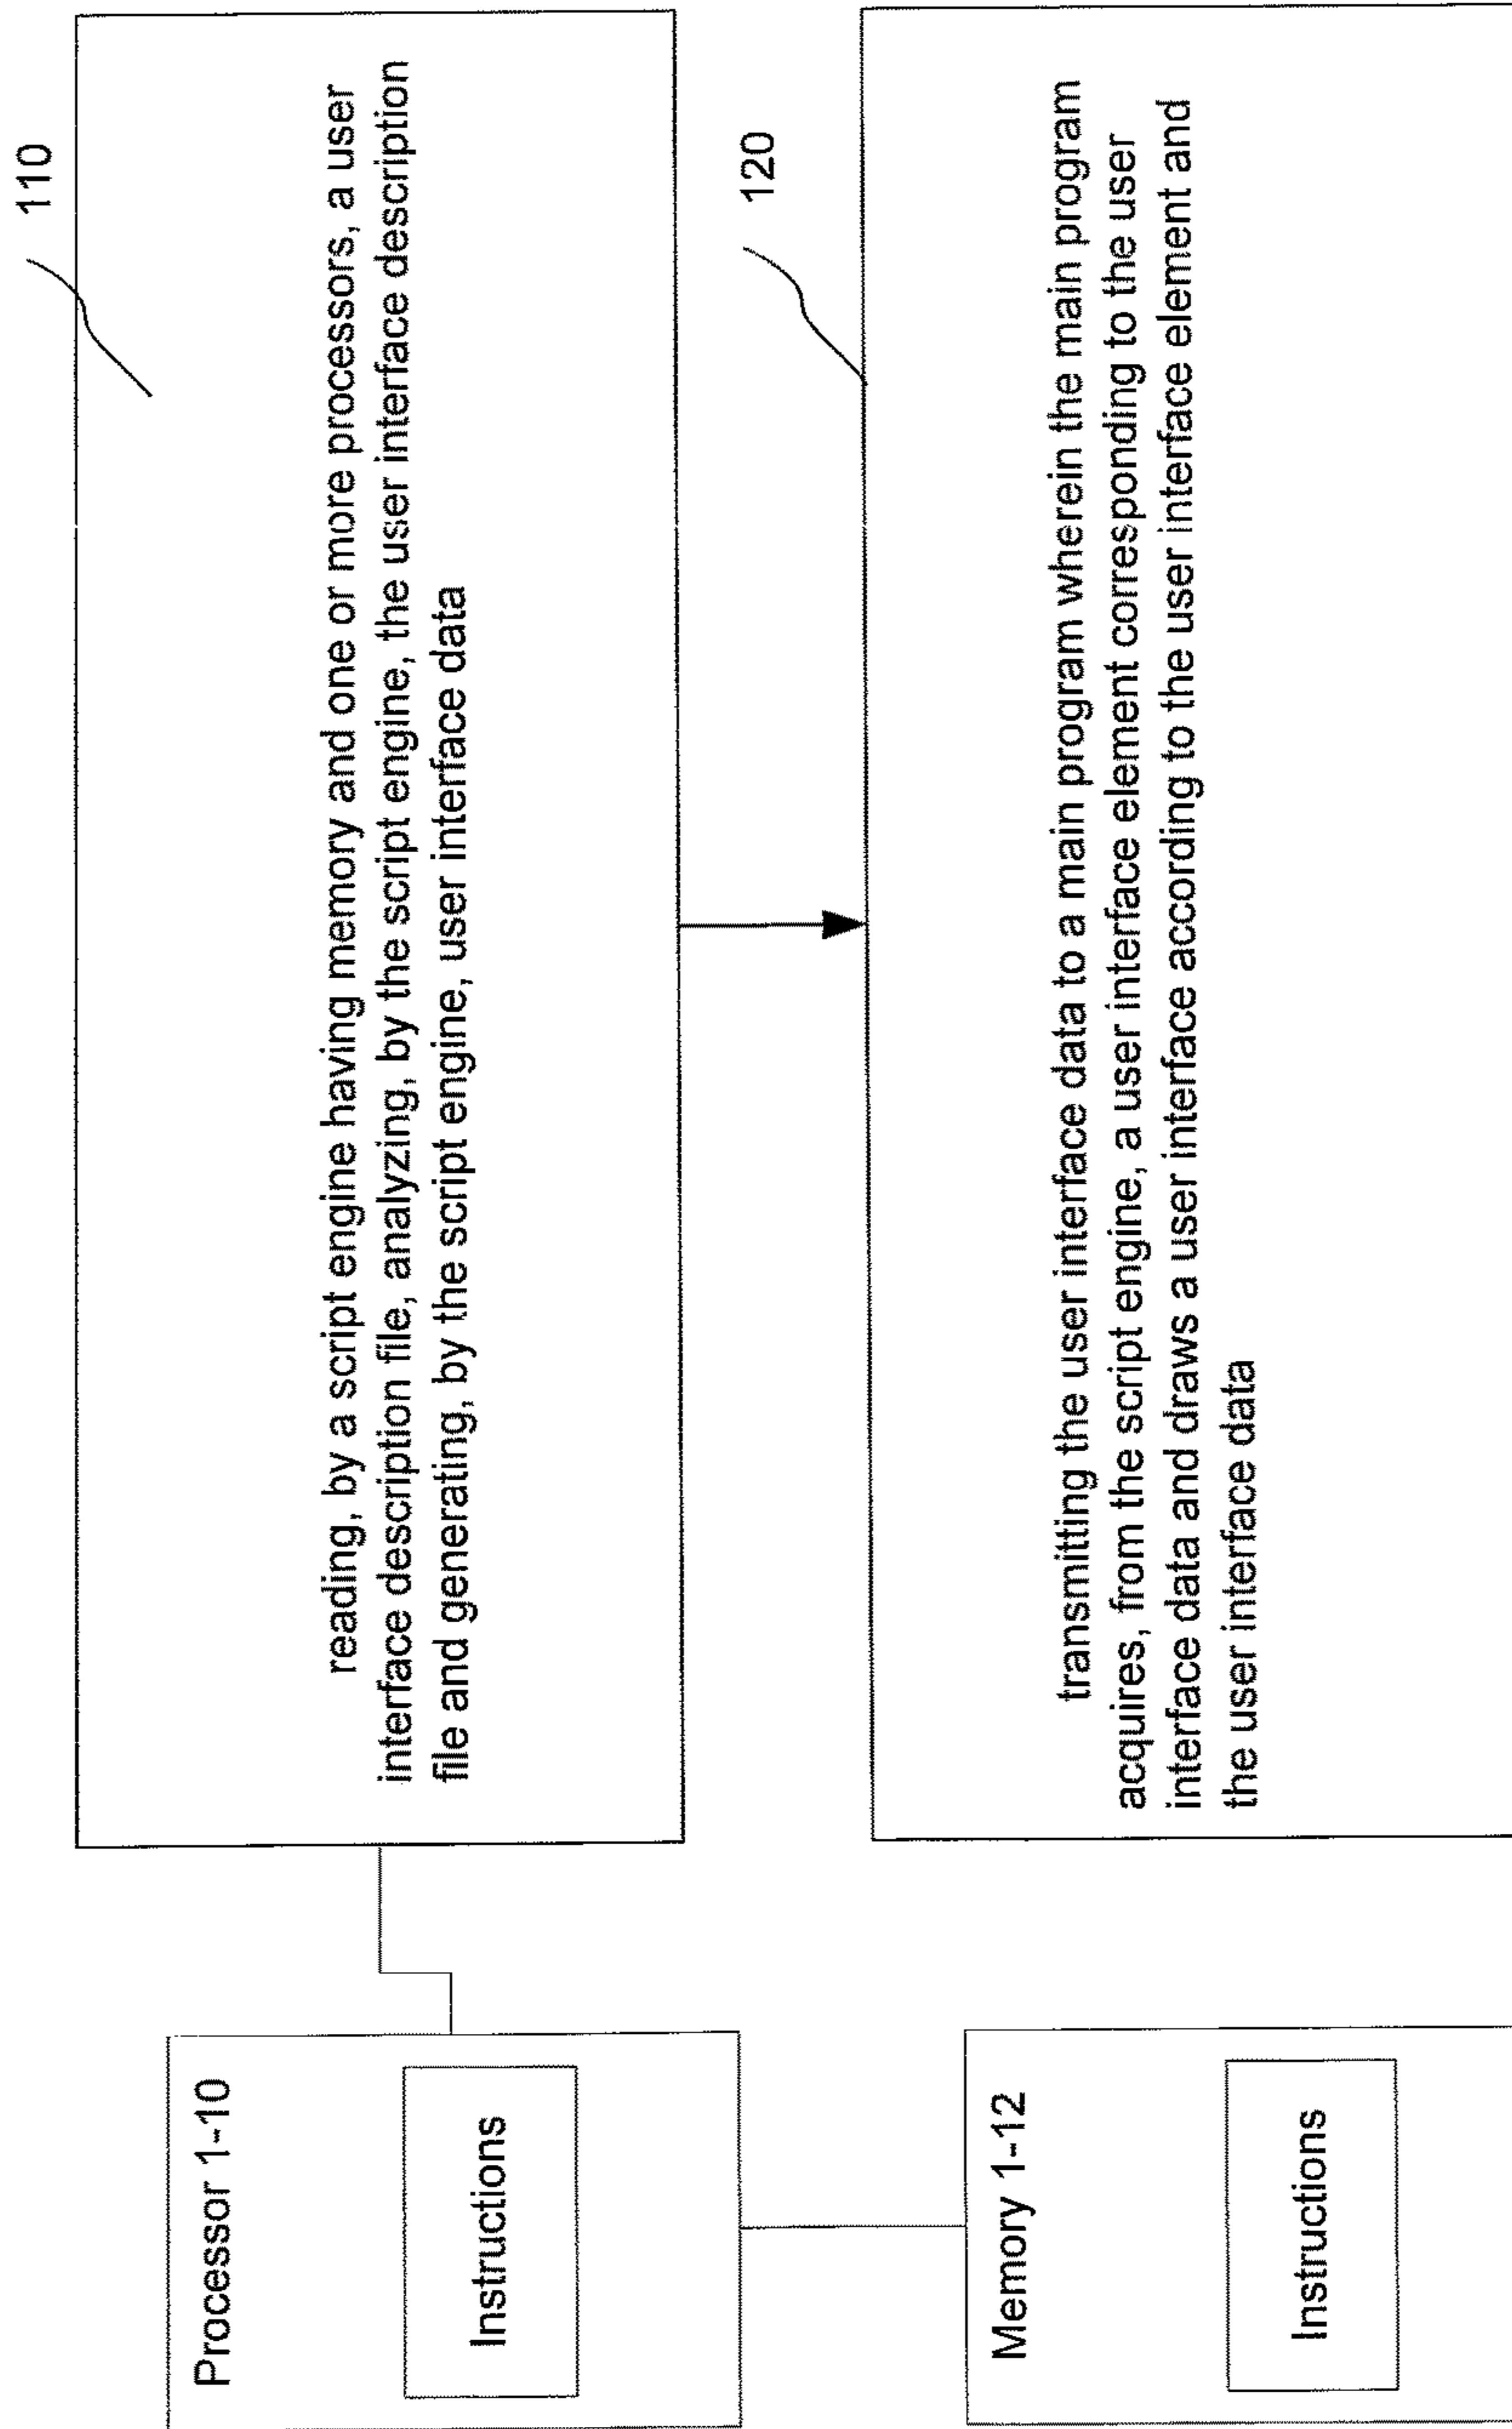 110
reading, by a script engine having memory and one or more processors, a user
interface description file, analyzing, by the script engine, the user interface description
file and generating, by the script engine, user interface data
120
transmitting the user interface data to a main program wherein the main program
acquires, from the script engine, a user interface element corresponding to the user
interface data and draws a user interface according to the user interface element and
the user interface data
Processor 1-10
Instructions
Memory 1-12
Instructions